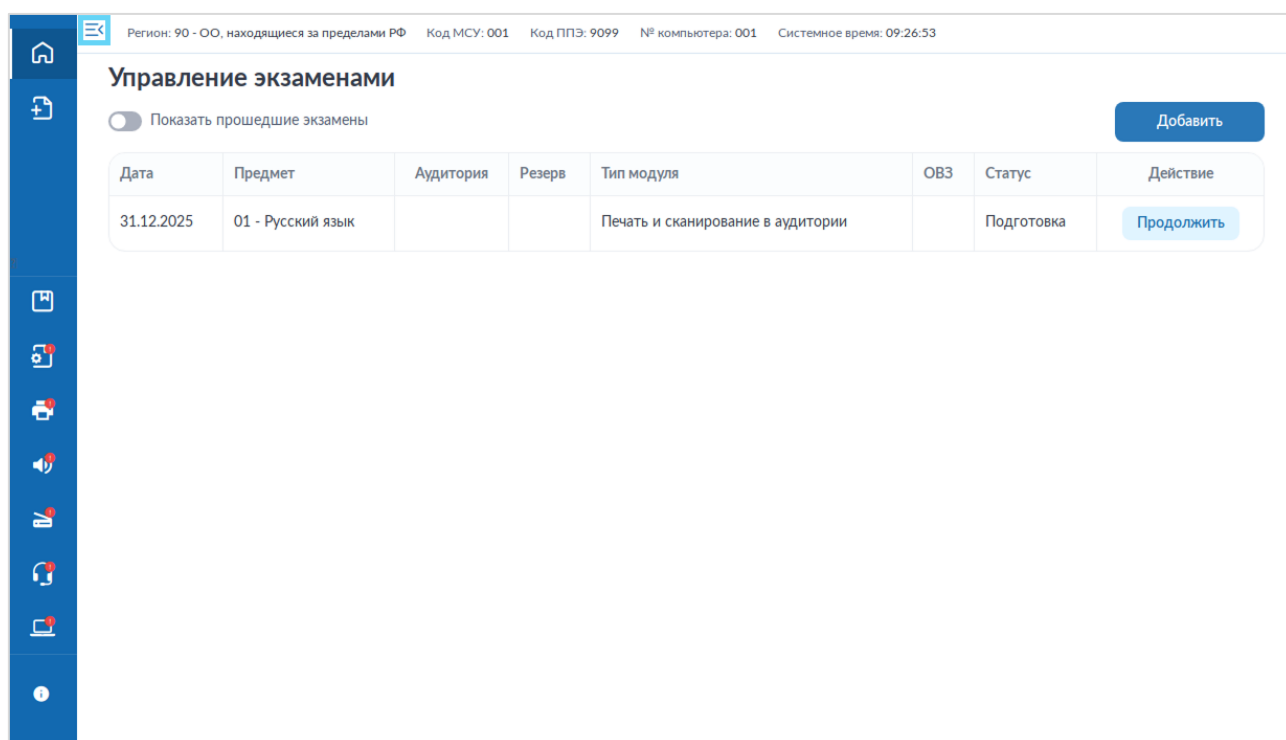 Регион: 90 - ОО, находящиеся за пределами РФ Код МСУ: 001 Код ППЭ: 9099 № компьютера: 001 Системное время: 09:26:53
Управление экзаменами
Показать прошедшие экзамены Добавить
Дата Предмет Аудитория Резерв Тип модуля ОВЗ Статус Действие
31.12.2025 01 - Русский язык Печать и сканирование в аудитории Подготовка Продолжить